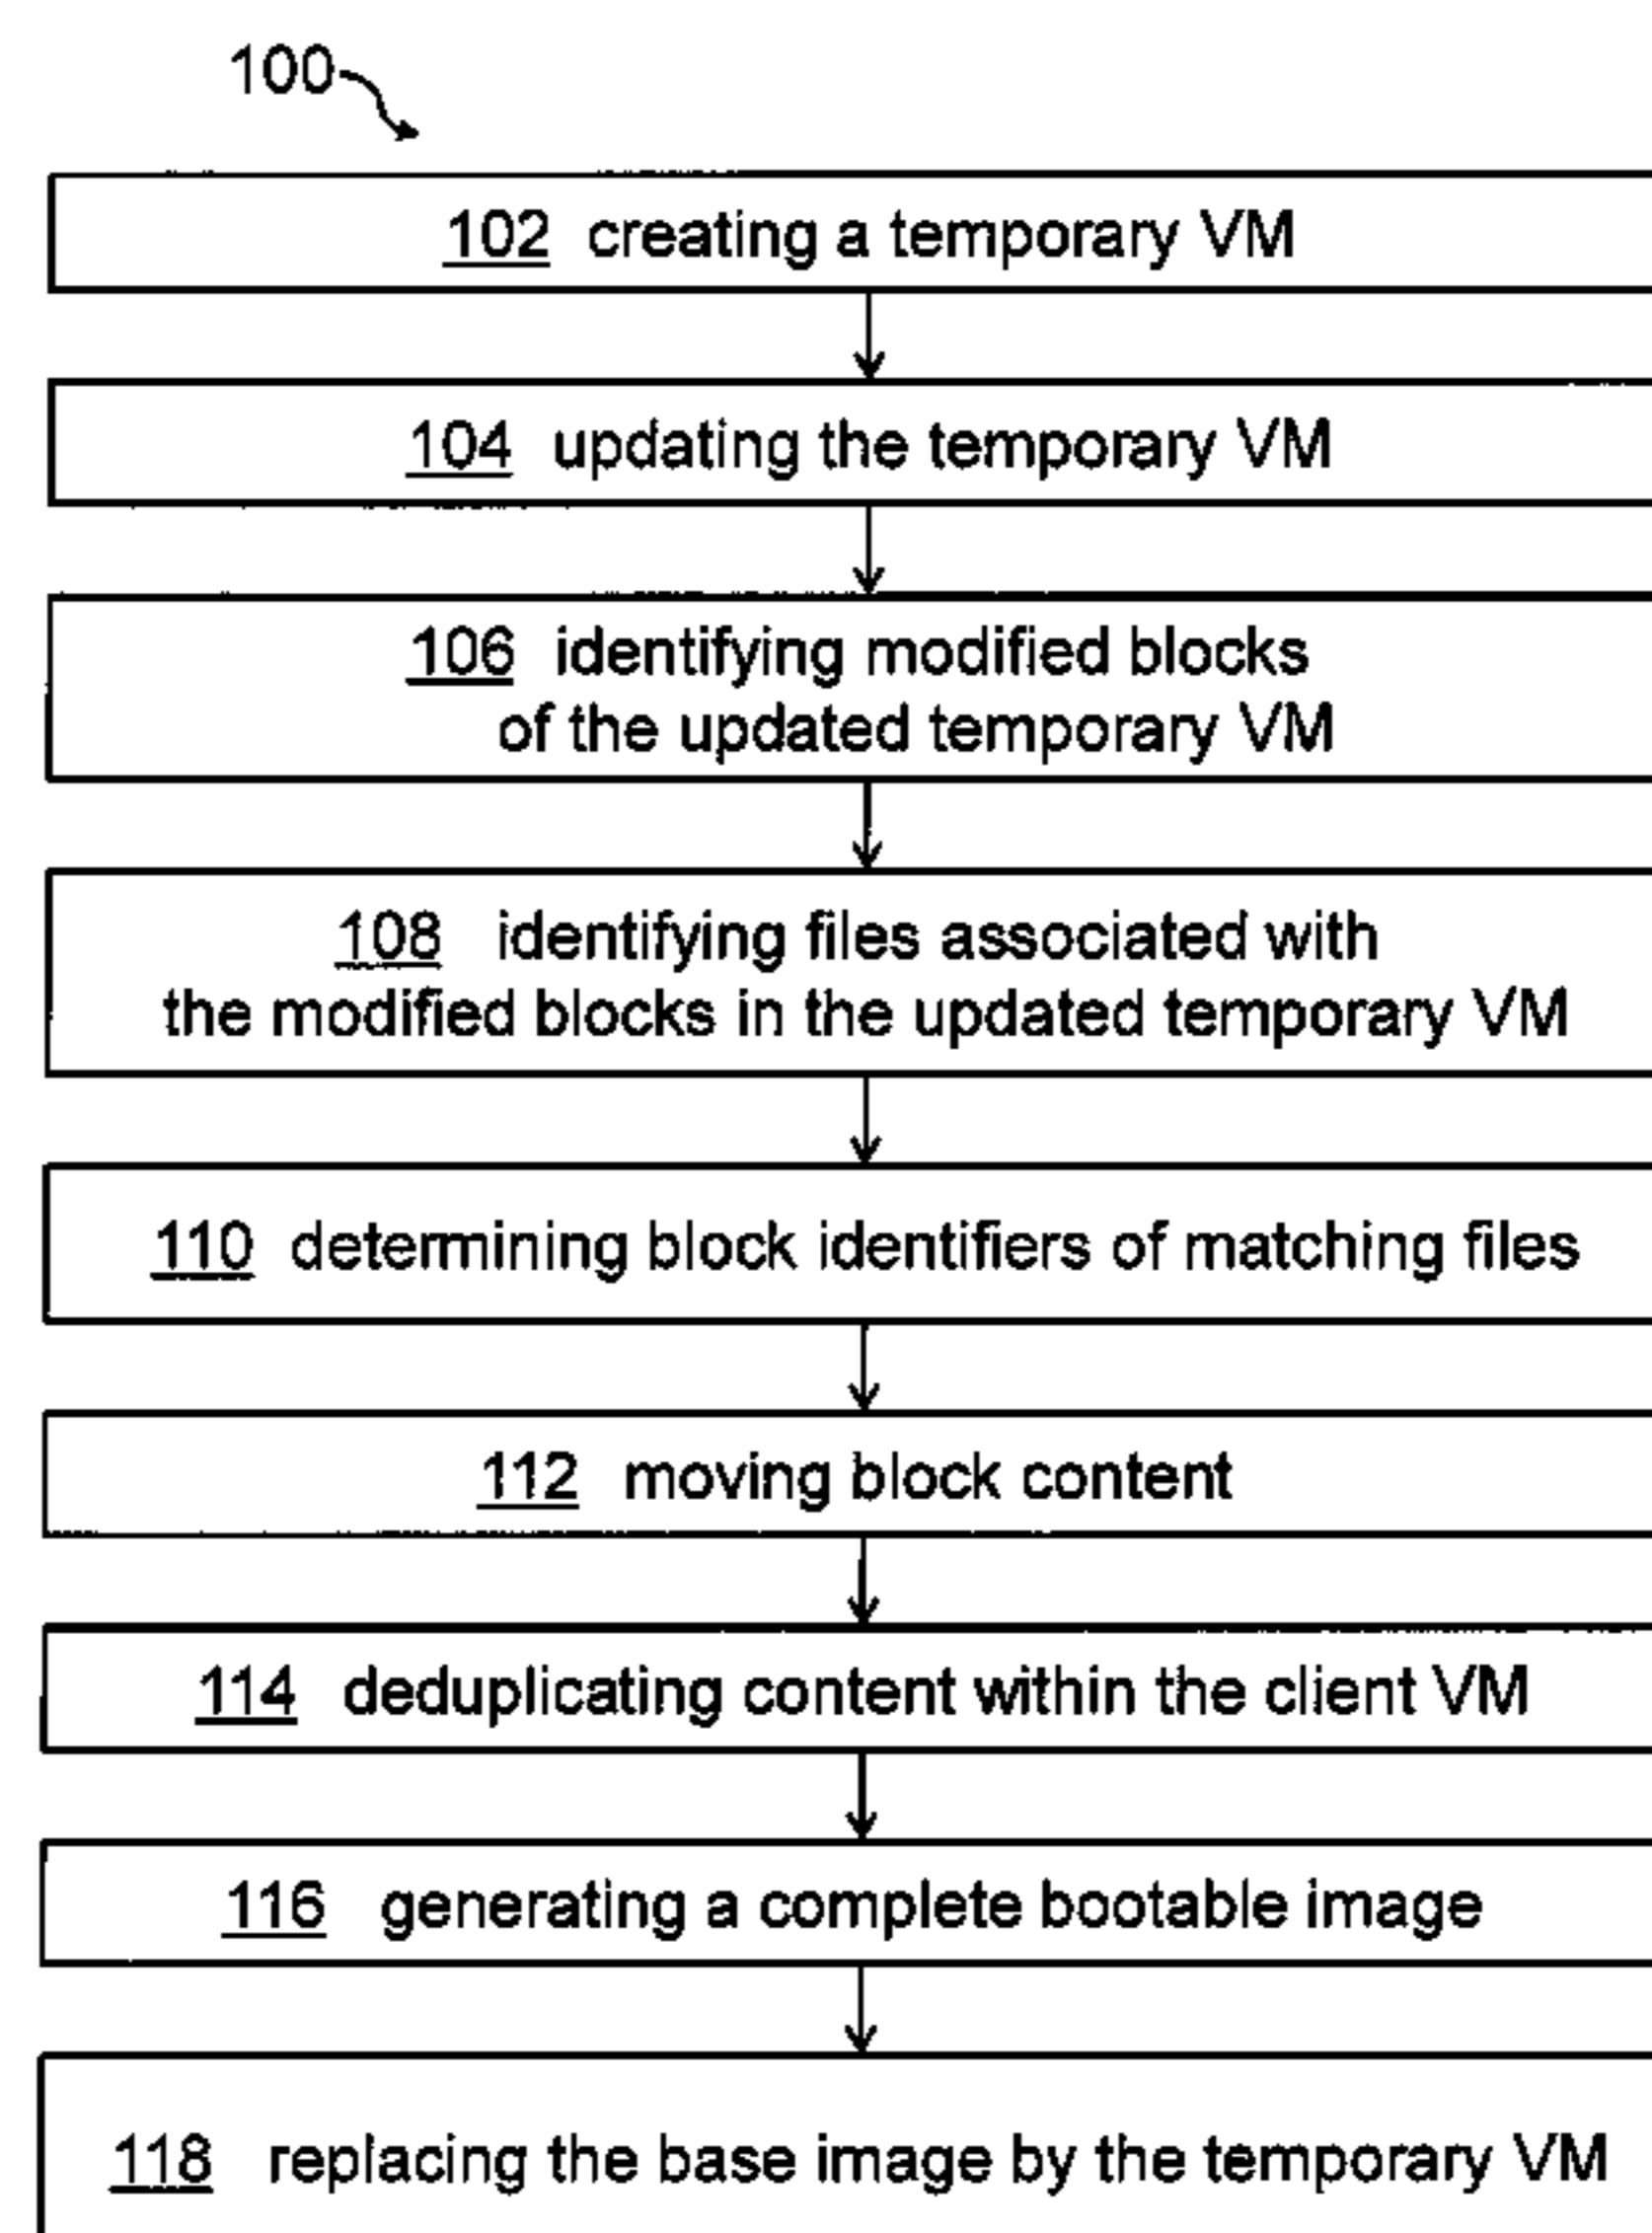 100
102 creating a temporary VM
104 updating the temporary VM
106 identifying modified blocks
of the updated temporary VM
108 identifying files associated with
the modified blocks in the updated temporary VM
110 determining block identifiers of matching files
112 moving block content
114 deduplicating content within the client VM
116 generating a complete bootable image
118 replacing the base image by the temporary VM